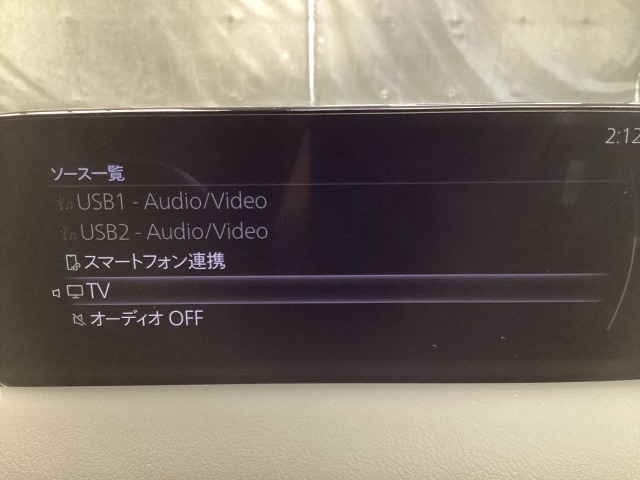 2:12
ソース一覧
USB1 - Audio/Video
USB2 - Audio/Video
スマートフォン連携
TV
オーディオ OFF